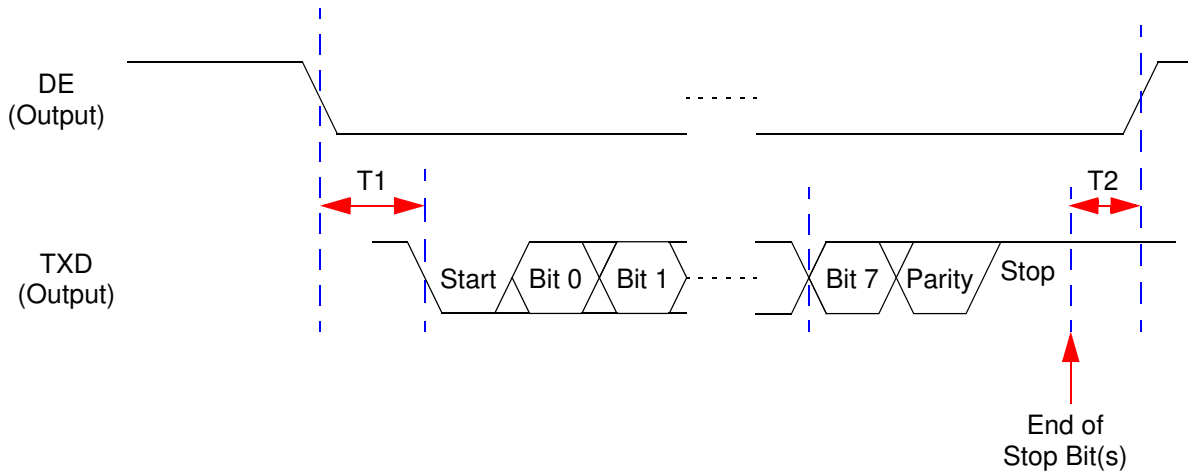 DE
(Output)
T1
T2
TXD
(Output)
Start
Bit 0
Bit 1
Bit 7
Parity
Stop
End of
Stop Bit(s)